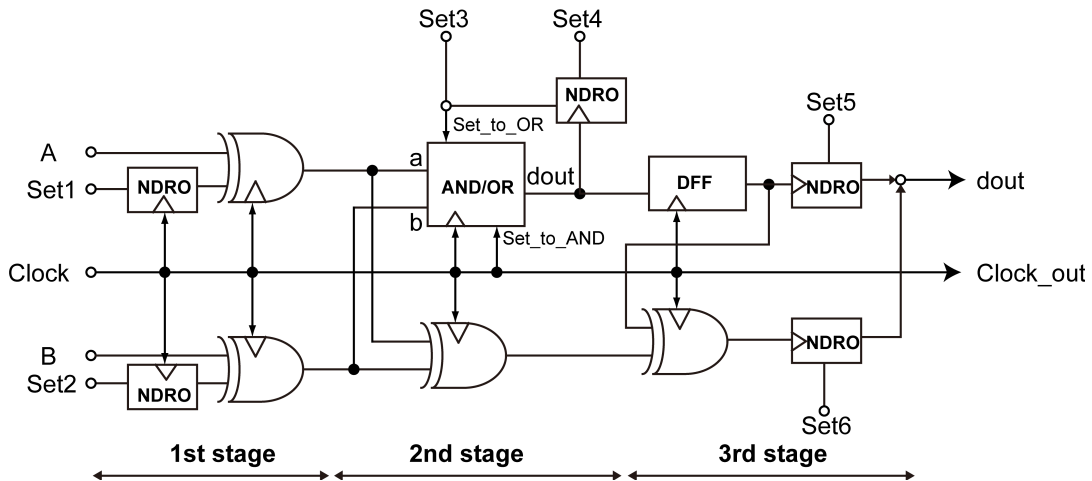 Set3
Set4
NDRO
Set5
Set_to_OR
A
a
dout
Set1
NDRO
AND/OR
DFF
NDRO
dout
b
Set_to_AND
Clock
Clock_out
B
NDRO
Set2
NDRO
Set6
1st stage
2nd stage
3rd stage